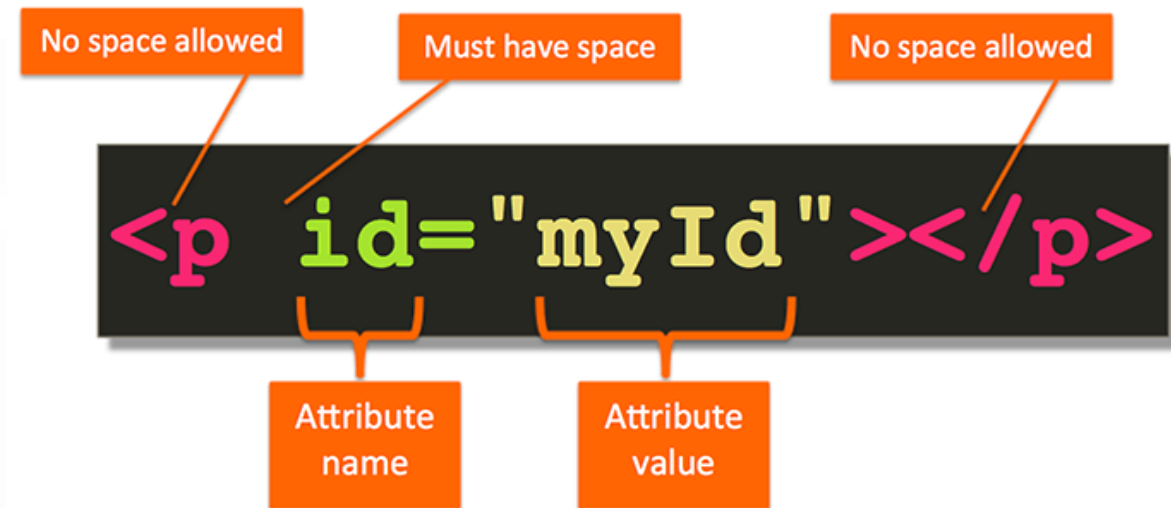 No space allowed
Must have space
No space allowed
<p id="myId"></p>
Attribute
name
Attribute
value